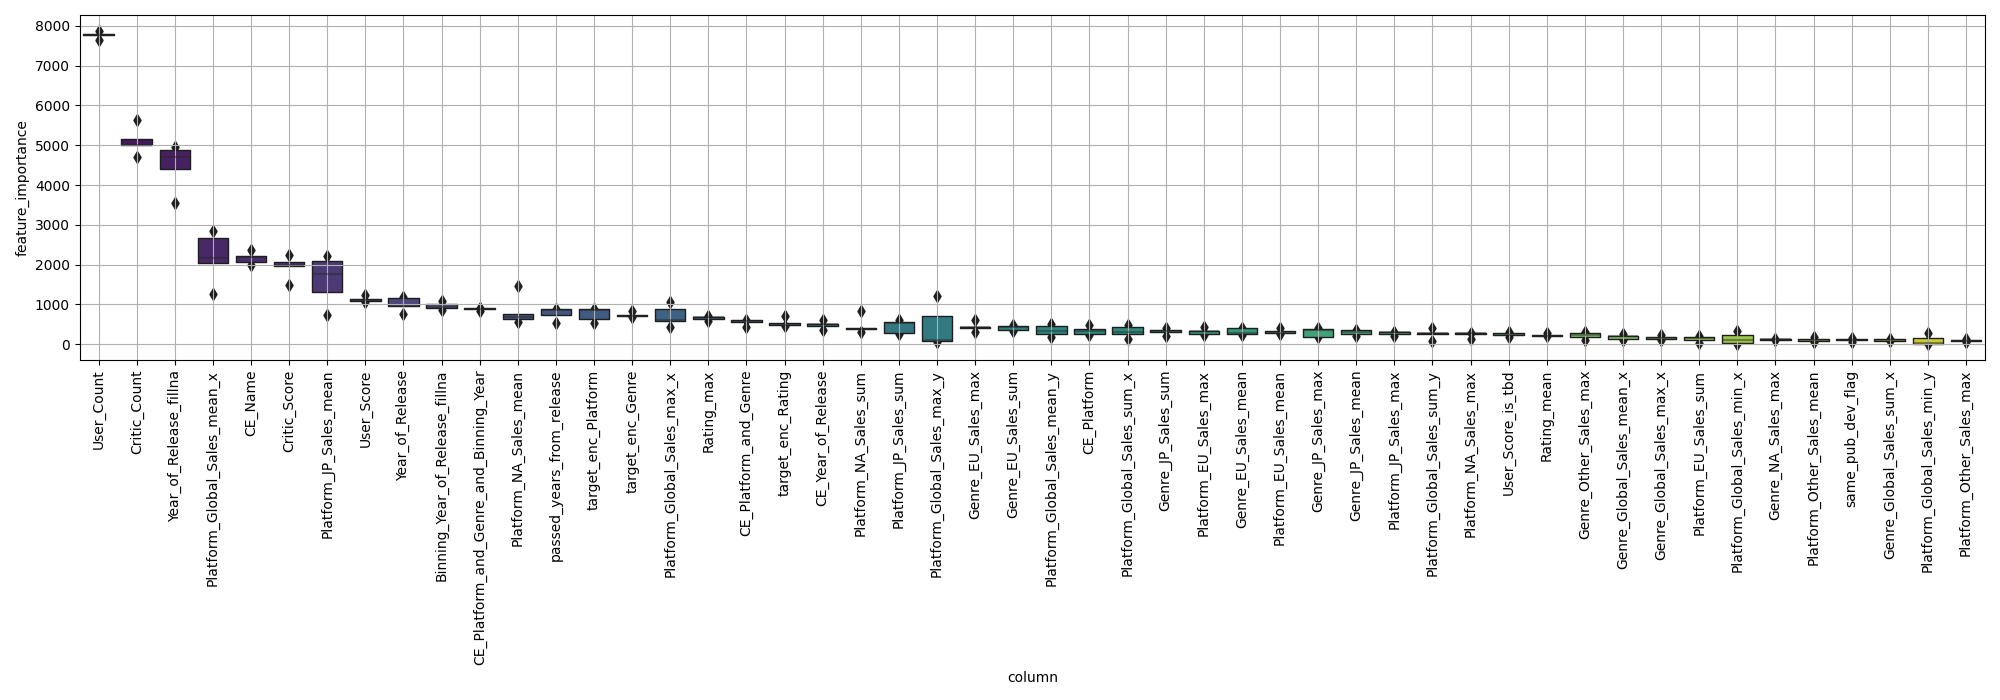 8000
7000
6000
5000
4000
3000
2000
1000
0
feature_importance
User_Count
Critic_Count
Year_of_Release_fillna
Platform_Global_Sales_mean_x
CE_Name
Critic_Score
Platform_JP_Sales_mean
User_Score
Year_of_Release
Binning_Year_of_Release_fillna
CE_Platform_and_Genre_and_Binning_Year
Platform_NA_Sales_mean
passed_years_from_release
target_enc_Platform
target_enc_Genre
Platform_Global_Sales_max_x
Rating_max
CE_Platform_and_Genre
target_enc_Rating
CE_Year_of_Release
Platform_NA_Sales_sum
Platform_JP_Sales_sum
Platform_Global_Sales_max_y
Genre_EU_Sales_max
Genre_EU_Sales_sum
Platform_Global_Sales_mean_y
CE_Platform
Platform_Global_Sales_sum_x
Genre_JP_Sales_sum
Platform_EU_Sales_max
Genre_EU_Sales_mean
Platform_EU_Sales_mean
Genre_JP_Sales_max
Genre_JP_Sales_mean
Platform_JP_Sales_max
Platform_Global_Sales_sum_y
Platform_NA_Sales_max
User_Score_is_tbd
Rating_mean
Genre_Other_Sales_max
Genre_Global_Sales_mean_x
Genre_Global_Sales_max_x
Platform_EU_Sales_sum
Platform_Global_Sales_min_x
Genre_NA_Sales_max
Platform_Other_Sales_mean
same_pub_dev_flag
Genre_Global_Sales_sum_x
Platform_Global_Sales_min_y
Platform_Other_Sales_max
column